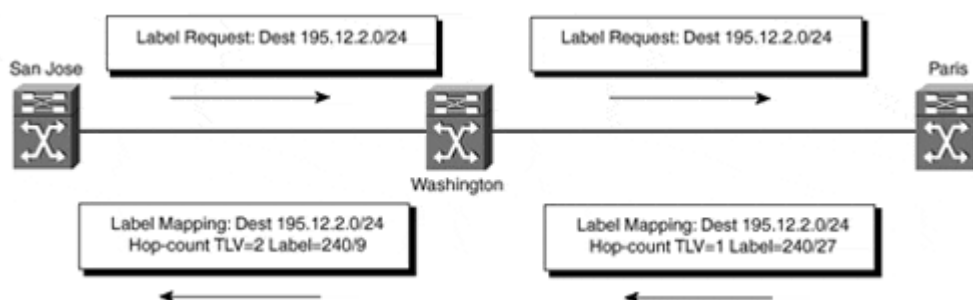 Label Request: Dest 195.12.2.0/24
Label Request: Dest 195.12.2.0/24
San Jose
Paris
Washington
Label Mapping: Dest 195.12.2.0/24
Hop-count TLV=2 Label=240/9
Label Mapping: Dest 195.12.2.0/24
Hop-count TLV=1 Label=240/27